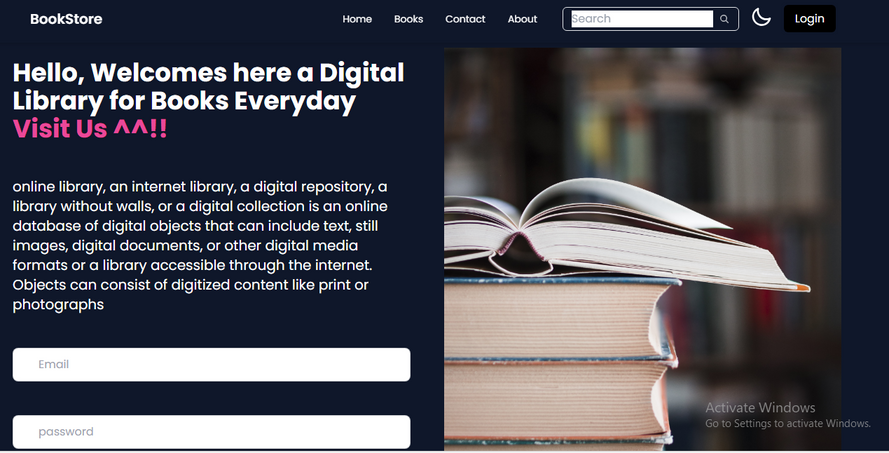 BookStore
Home Books Contact About Search Login
Hello, Welcomes here a Digital
Library for Books Everyday
Visit Us ^^!!
online library, an internet library, a digital repository, a
library without walls, or a digital collection is an online
database of digital objects that can include text, still
images, digital documents, or other digital media
formats or a library accessible through the internet.
Objects can consist of digitized content like print or
photographs
Email
password
Activate Windows
Go to Settings to activate Windows.